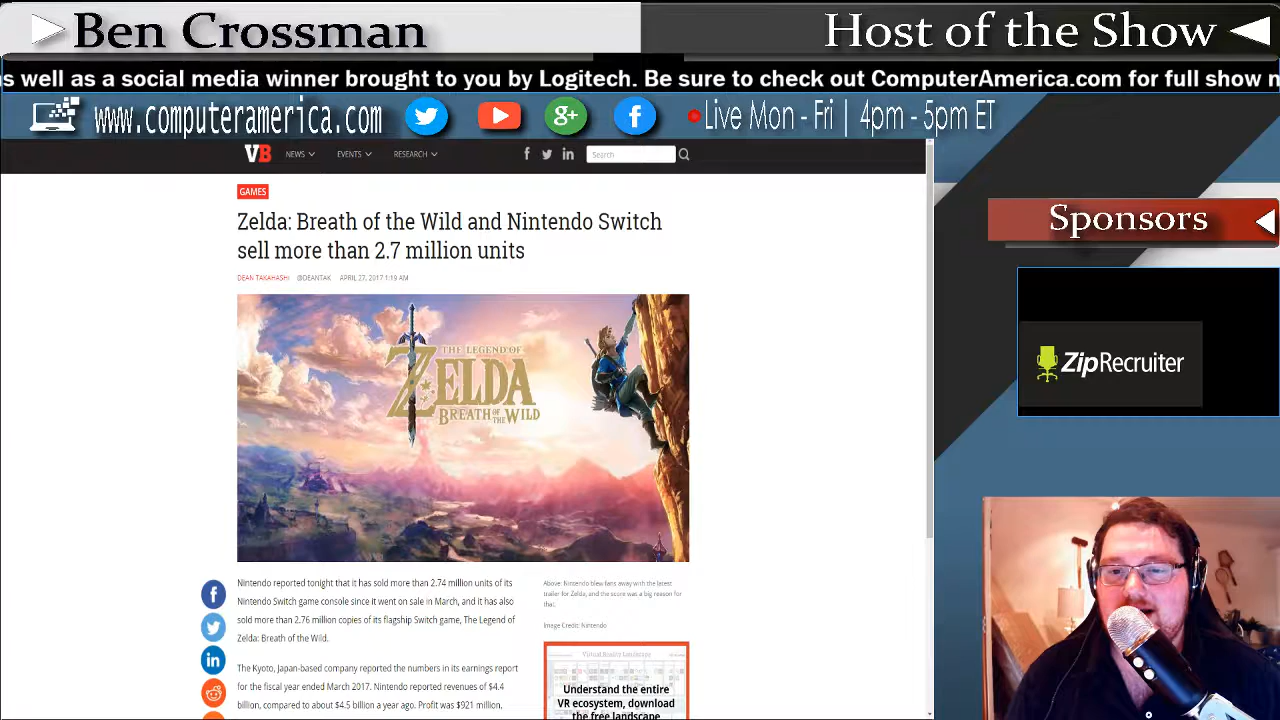 Ben Crossman
Host of the Show
as well as a social media winner brought to you by Logitech. Be sure to check out ComputerAmerica.com for full show
www.computeramerica.com
g+
f
Live Mon - Fri | 4pm - 5pm ET
VB
NEWS
EVENTS
RESEARCH
f
in
Search
GAMES
Zelda: Breath of the Wild and Nintendo Switch
sell more than 2.7 million units
DEAN TAKAHASHI @DEANTAK APRIL 27, 2017 1:19 AM
THE LEGEND OF
ZELDA
BREATH OF THE WILD
Nintendo reported tonight that it has sold more than 2.74 million units of its
Nintendo Switch game console since it went on sale in March, and it has also
sold more than 2.76 million copies of its flagship Switch game, The Legend of
Zelda: Breath of the Wild.
The Kyoto, Japan-based company reported the numbers in its earnings report
for the fiscal year ended March 2017. Nintendo reported revenues of $4.4
billion, compared to about $4.5 billion a year ago. Profit was $921 million.
f
in
Above: Nintendo blew fans away with the latest
trailer for Zelda, and the score was a big reason for
that.
Image Credit: Nintendo
Virtual Reality Landscape
Understand the entire
VR ecosystem, download
the free landscape
Sponsors
ZipRecruiter